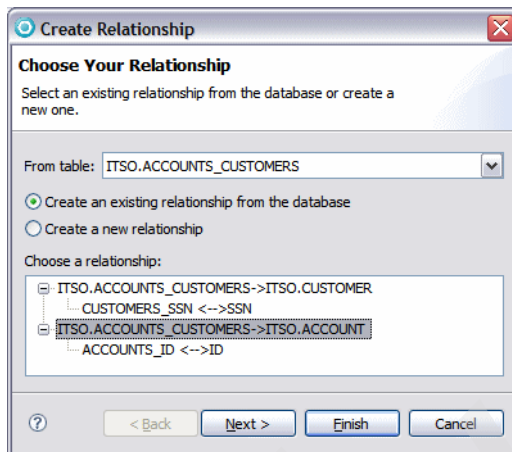 Create Relationship
Choose Your Relationship
Select an existing relationship from the database or create a
new one.
From table: ITSO.ACCOUNTS_CUSTOMERS
Create an existing relationship from the database
Create a new relationship
Choose a relationship:
ITSO.ACCOUNTS_CUSTOMERS->ITSO.CUSTOMER
CUSTOMERS_SSN <-->SSN
ITSO.ACCOUNTS_CUSTOMERS->ITSO.ACCOUNT
ACCOUNTS_ID <-->ID
? < Back Next > Finish Cancel